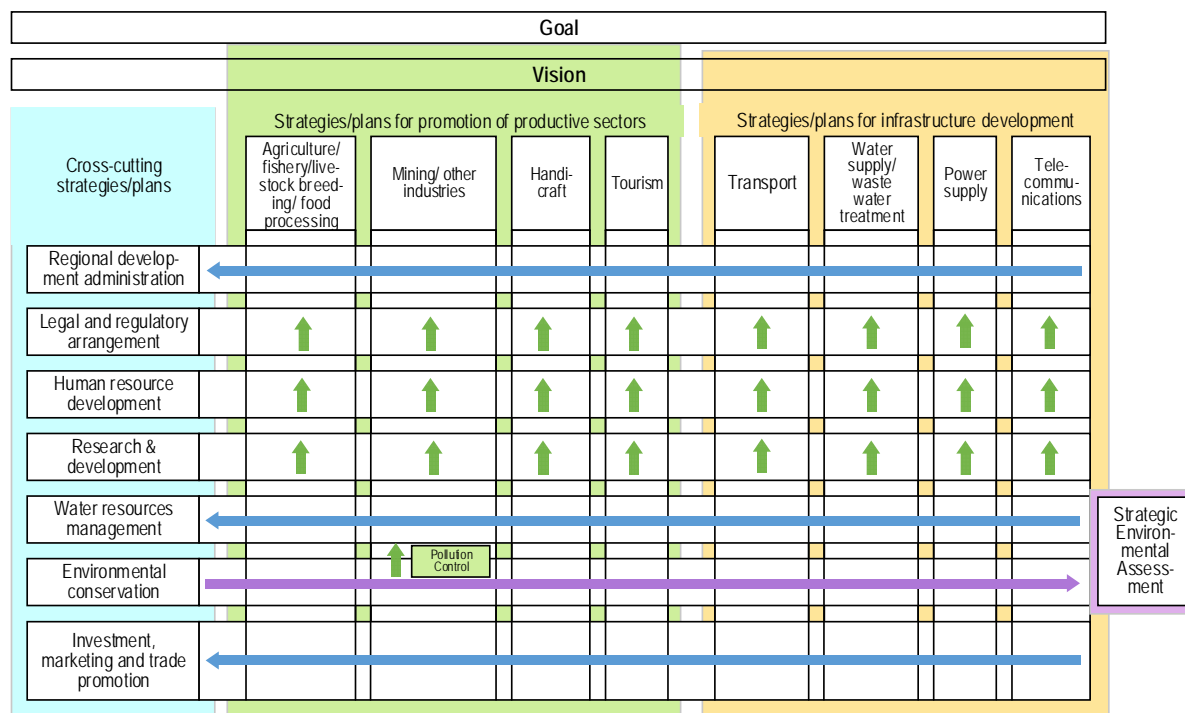 Goal
Vision
Strategies/plans for promotion of productive sectors
Strategies/plans for infrastructure development
Cross-cutting
strategies/plans
Agriculture/
fishery/live-
stock breed-
ing/ food
processing
Mining/ other
industries
Handi-
craft
Tourism
Transport
Water
supply/
waste
water
treatment
Power
supply
Tele-
commu-
nications
Regional develop-
ment administration
Legal and regulatory
arrangement
Human resource
development
Research &
development
Water resources
management
Pollution
Control
Environmental
conservation
Strategic
Environ-
mental
Assess-
ment
Investment,
marketing and trade
promotion